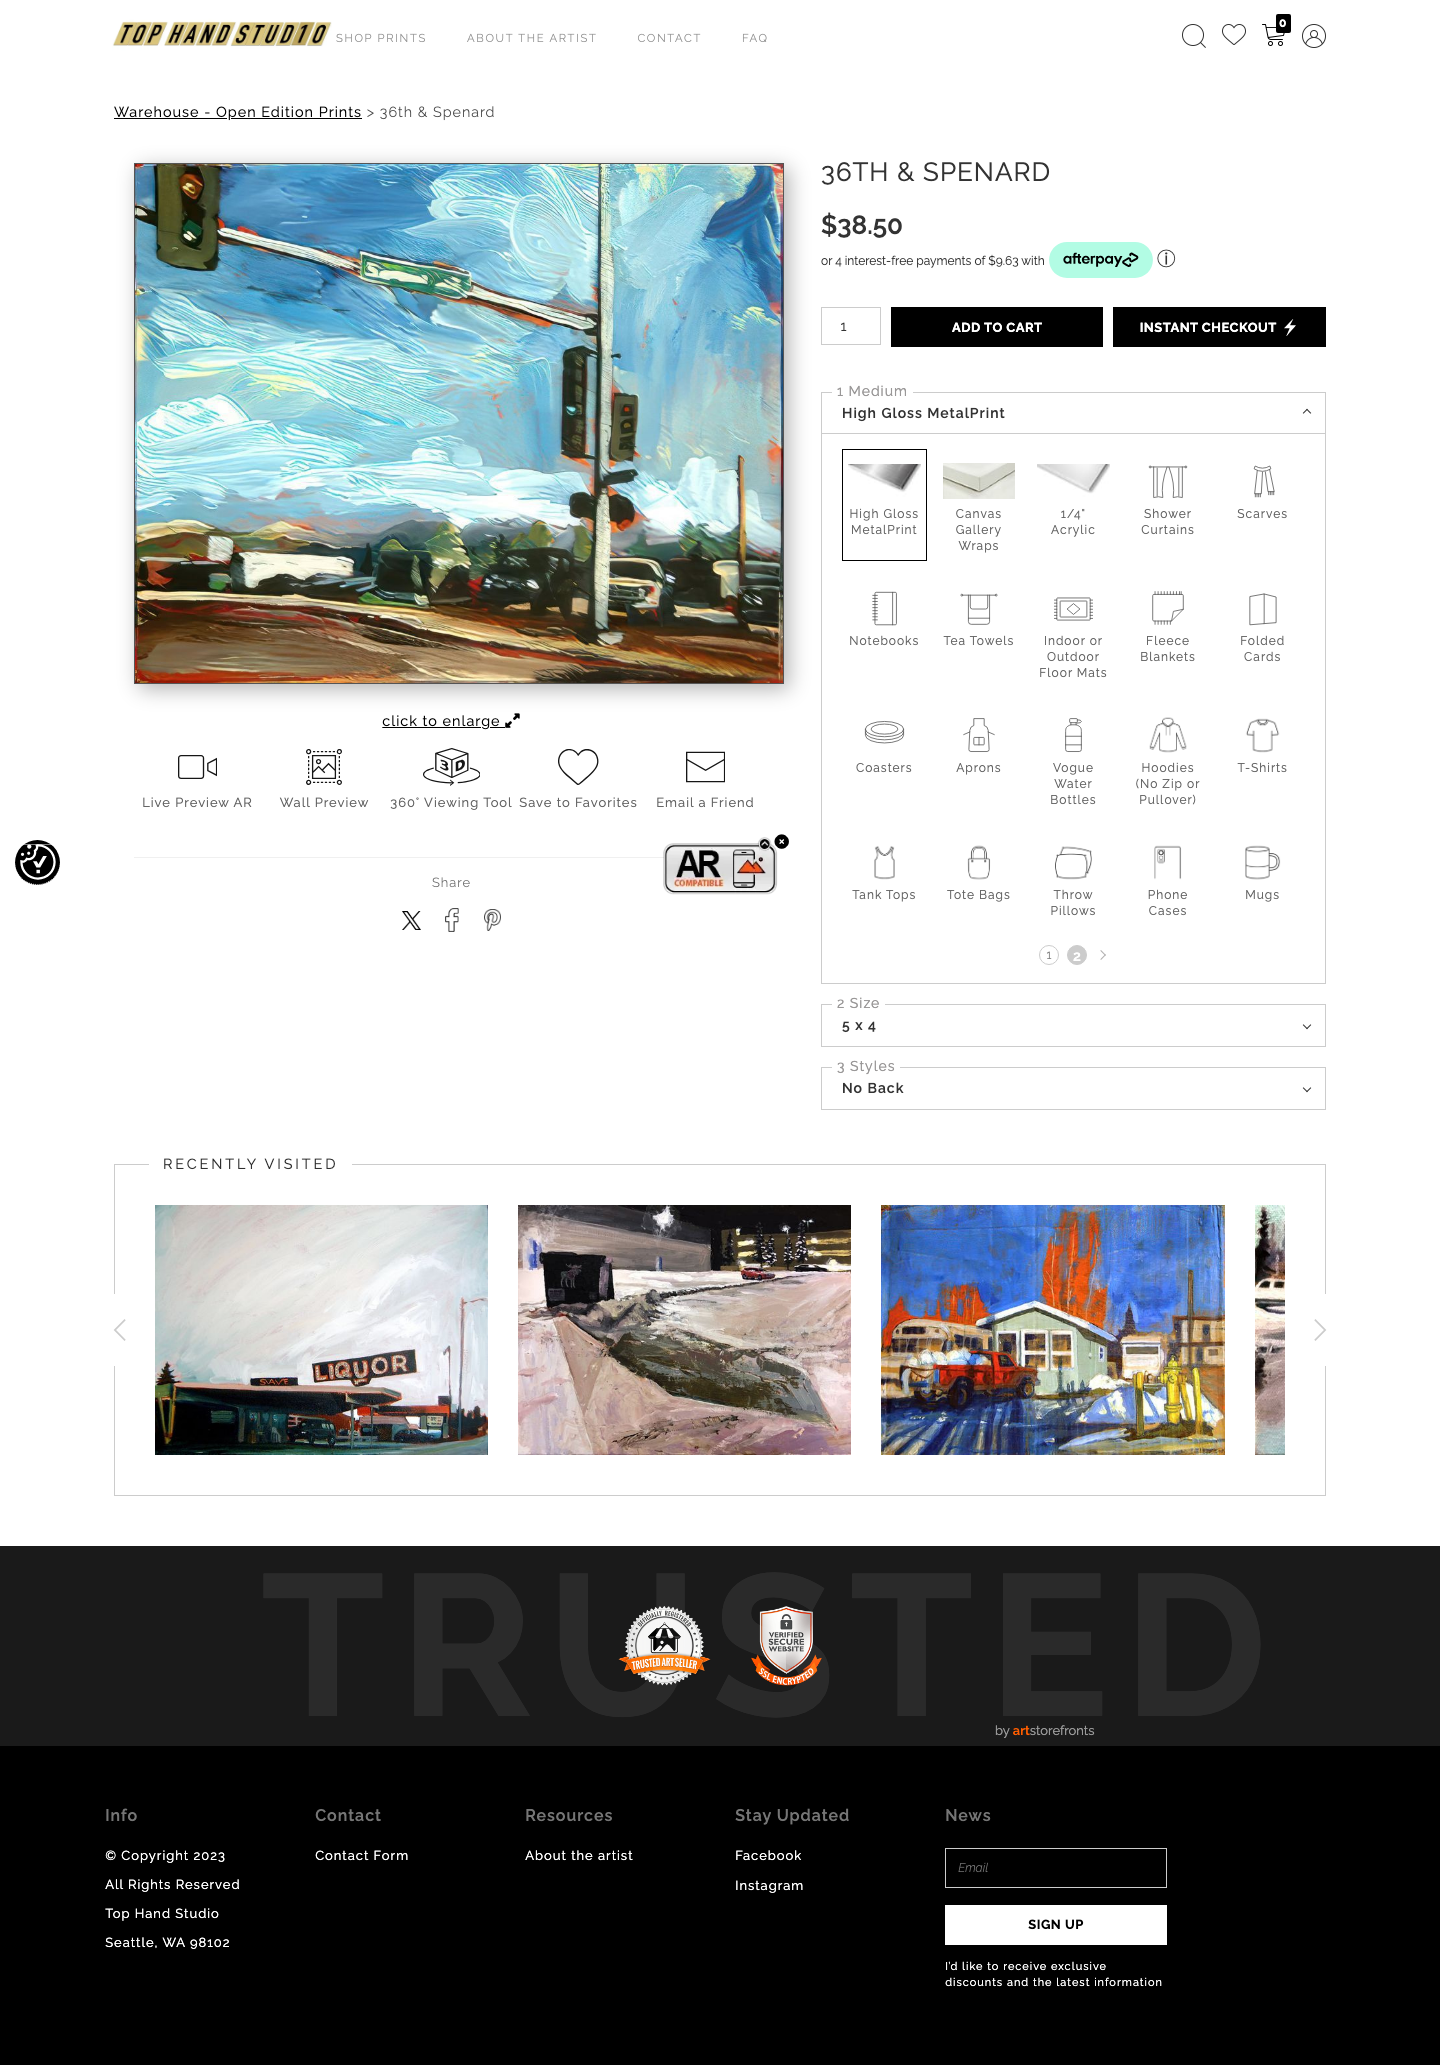 TOP HAND STUD10
SHOP PRINTS
ABOUT THE ARTIST
CONTACT
FAQ
0
Warehouse - Open Edition Prints > 36th & Spenard
36TH & SPENARD
$38.50
or 4 interest-free payments of $9.63 with afterpay
1
ADD TO CART
INSTANT CHECKOUT
1 Medium
High Gloss MetalPrint
High Gloss
MetalPrint
Canvas
Gallery
Wraps
1/4"
Acrylic
Shower
Curtains
Scarves
Notebooks
Tea Towels
Indoor or
Outdoor
Floor Mats
Fleece
Blankets
Folded
Cards
Coasters
Aprons
Vogue
Water
Bottles
Hoodies
(No Zip or
Pullover)
T-Shirts
Tank Tops
Tote Bags
Throw
Pillows
Phone
Cases
Mugs
1
2
2 Size
5 x 4
3 Styles
No Back
click to enlarge
3D
Live Preview AR
Wall Preview
360° Viewing Tool
Save to Favorites
Email a Friend
AR
COMPATIBLE
Share
RECENTLY VISITED
SAVE
LIQUOR
TRUSTED
OFFICIALLY REGISTERED
TRUSTED ART SELLER
VERIFIED
SECURE
WEBSITE
SSL ENCRYPTED
by artstorefronts
Info
© Copyright 2023
All Rights Reserved
Top Hand Studio
Seattle, WA 98102
Contact
Contact Form
Resources
About the artist
Stay Updated
Facebook
Instagram
News
Email
SIGN UP
I'd like to receive exclusive
discounts and the latest information